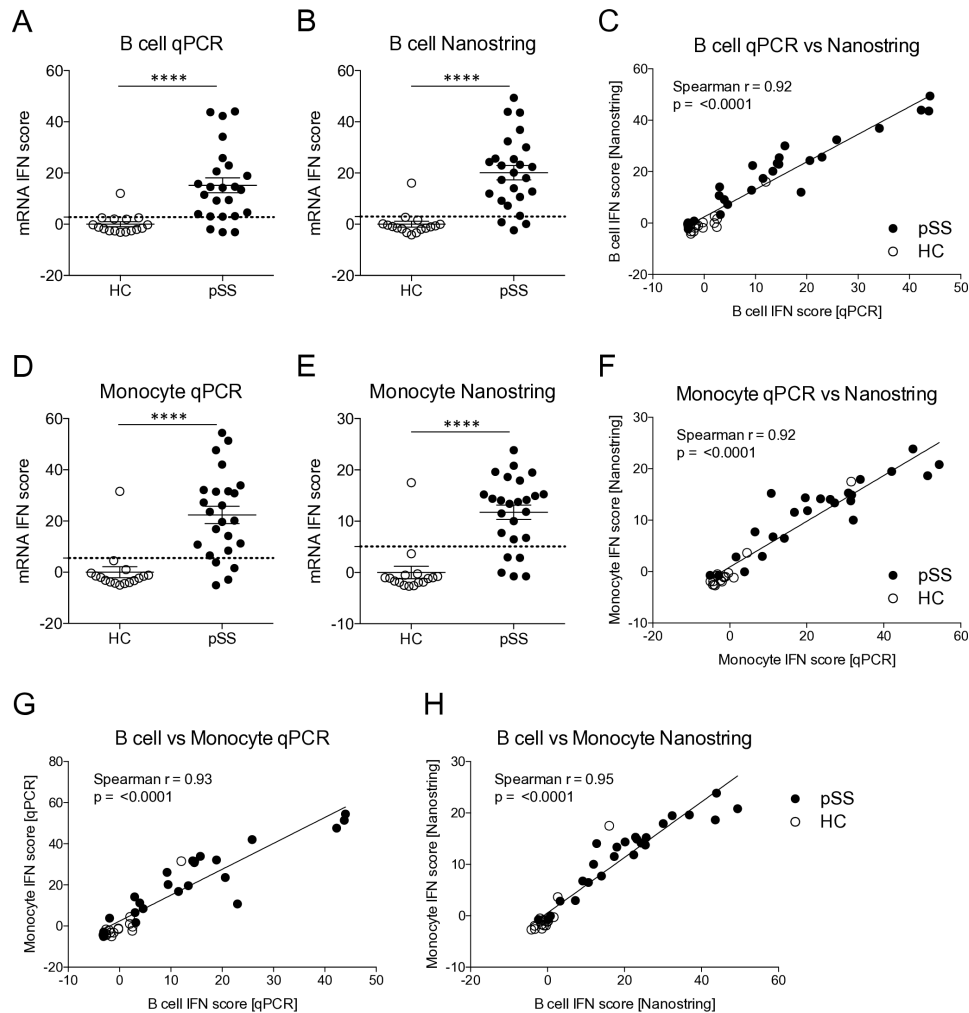 A
B cell qPCR
mRNA IFN score
60
40
20
0
-20
****
HC
pSS
B
B cell Nanostring
mRNA IFN score
60
40
20
0
-20
****
HC
pSS
C
B cell qPCR vs Nanostring
Spearman r = 0.92
p = <0.0001
B cell IFN score [Nanostring]
60
40
20
0
-20
-10
0
10
20
30
40
50
B cell IFN score [qPCR]
pSS
HC
D
Monocyte qPCR
mRNA IFN score
60
40
20
0
-20
****
HC
pSS
E
Monocyte Nanostring
mRNA IFN score
30
20
10
0
-10
****
HC
pSS
F
Monocyte qPCR vs Nanostring
Spearman r = 0.92
p = <0.0001
Monocyte IFN score [Nanostring]
30
20
10
0
-10
-20
0
20
40
60
Monocyte IFN score [qPCR]
pSS
HC
G
B cell vs Monocyte qPCR
Spearman r = 0.93
p = <0.0001
Monocyte IFN score [qPCR]
80
60
40
20
0
-20
-10
0
10
20
30
40
50
B cell IFN score [qPCR]
H
B cell vs Monocyte Nanostring
Spearman r = 0.95
p = <0.0001
Monocyte IFN score [Nanostring]
30
20
10
0
-10
-20
0
20
40
60
B cell IFN score [Nanostring]
pSS
HC